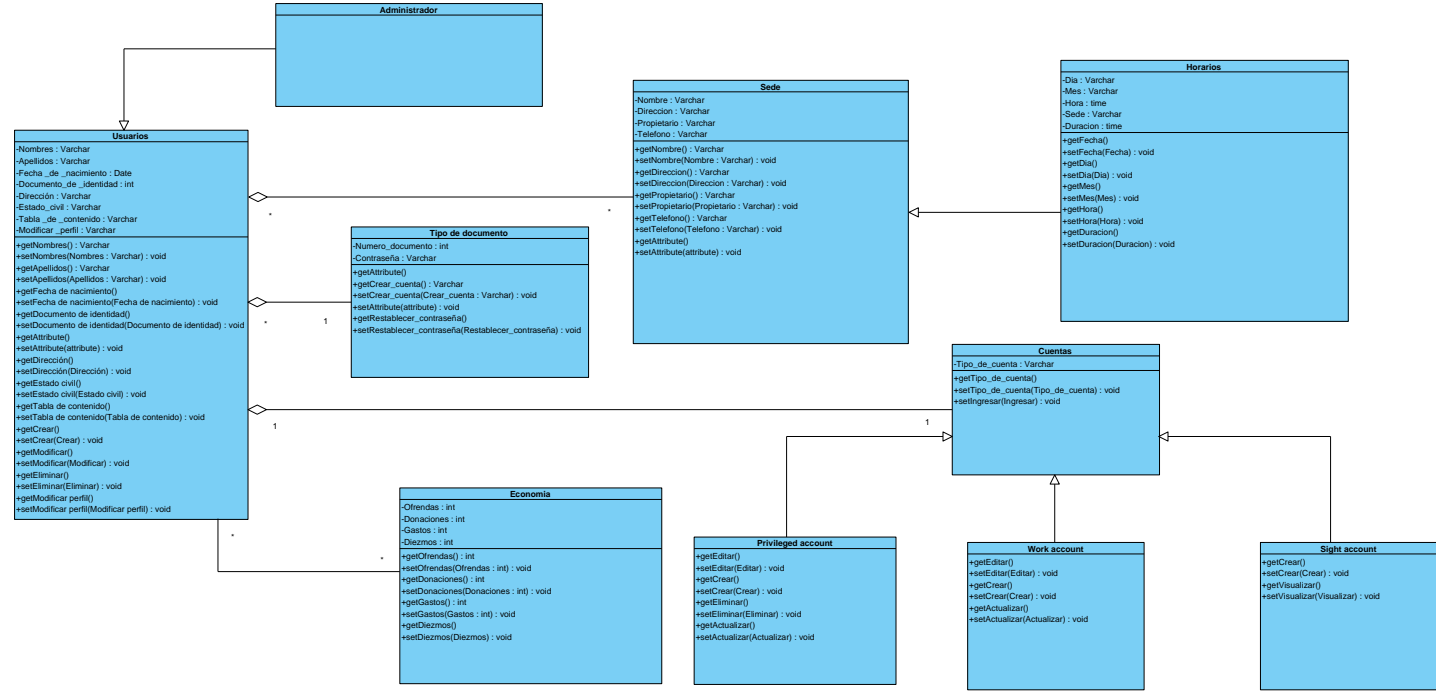 Administrador
Usuarios
-Nombres : Varchar
-Apellidos : Varchar
-Fecha _de _nacimiento : Date
-Documento_de _identidad : int
-Dirección : Varchar
-Estado_civil : Varchar
-Tabla _de _contenido : Varchar
-Modificar _perfil : Varchar
+getNombres() : Varchar
+setNombres(Nombres : Varchar) : void
+getApellidos() : Varchar
+setApellidos(Apellidos : Varchar) : void
+getFecha de nacimiento()
+setFecha de nacimiento(Fecha de nacimiento) : void
+getDocumento de identidad()
+setDocumento de identidad(Documento de identidad) : void
+getAttribute()
+setAttribute(attribute) : void
+getDirección()
+setDirección(Dirección) : void
+getEstado civil()
+setEstado civil(Estado civil) : void
+getTabla de contenido()
+setTabla de contenido(Tabla de contenido) : void
+getCrear()
+setCrear(Crear) : void
+getModificar()
+setModificar(Modificar) : void
+getEliminar()
+setEliminar(Eliminar) : void
+getModificar perfil()
+setModificar perfil(Modificar perfil) : void
*
*
*
1
1
1
*
*
Tipo de documento
-Numero_documento : int
-Contraseña : Varchar
+getAttribute()
+getCrear_cuenta() : Varchar
+setCrear_cuenta(Crear_cuenta : Varchar) : void
+setAttribute(attribute) : void
+getRestablecer_contraseña()
+setRestablecer_contraseña(Restablecer_contraseña) : void
Sede
-Nombre : Varchar
-Direccion : Varchar
-Propietario : Varchar
-Telefono : Varchar
+getNombre() : Varchar
+setNombre(Nombre : Varchar) : void
+getDireccion() : Varchar
+setDireccion(Direccion : Varchar) : void
+getPropietario() : Varchar
+setPropietario(Propietario : Varchar) : void
+getTelefono() : Varchar
+setTelefono(Telefono : Varchar) : void
+getAttribute()
+setAttribute(attribute) : void
Horarios
-Dia : Varchar
-Mes : Varchar
-Hora : time
-Sede : Varchar
-Duracion : time
+getFecha()
+setFecha(Fecha) : void
+getDia()
+setDia(Dia) : void
+getMes()
+setMes(Mes) : void
+getHora()
+setHora(Hora) : void
+getDuracion()
+setDuracion(Duracion) : void
Cuentas
-Tipo_de_cuenta : Varchar
+getTipo_de_cuenta()
+setTipo_de_cuenta(Tipo_de_cuenta) : void
+setIngresar(Ingresar) : void
Economia
-Ofrendas : int
-Donaciones : int
-Gastos : int
-Diezmos : int
+getOfrendas() : int
+setOfrendas(Ofrendas : int) : void
+getDonaciones() : int
+setDonaciones(Donaciones : int) : void
+getGastos() : int
+setGastos(Gastos : int) : void
+getDiezmos()
+setDiezmos(Diezmos) : void
Privileged account
+getEditar()
+setEditar(Editar) : void
+getCrear()
+setCrear(Crear) : void
+getEliminar()
+setEliminar(Eliminar) : void
+getActualizar()
+setActualizar(Actualizar) : void
Work account
+getEditar()
+setEditar(Editar) : void
+getCrear()
+setCrear(Crear) : void
+getActualizar()
+setActualizar(Actualizar) : void
Sight account
+getCrear()
+setCrear(Crear) : void
+getVisualizar()
+setVisualizar(Visualizar) : void